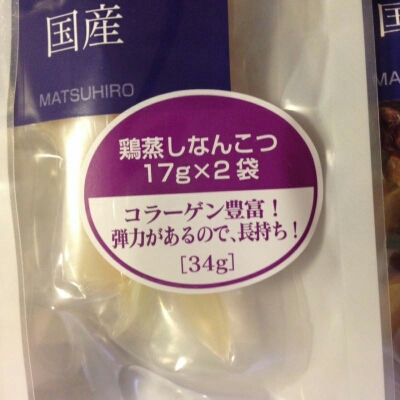 国産
MATSUHIRO
鶏蒸しなんこつ
17g×2袋
コラーゲン豊富！
弾力があるので、長持ち！
[34g]
国